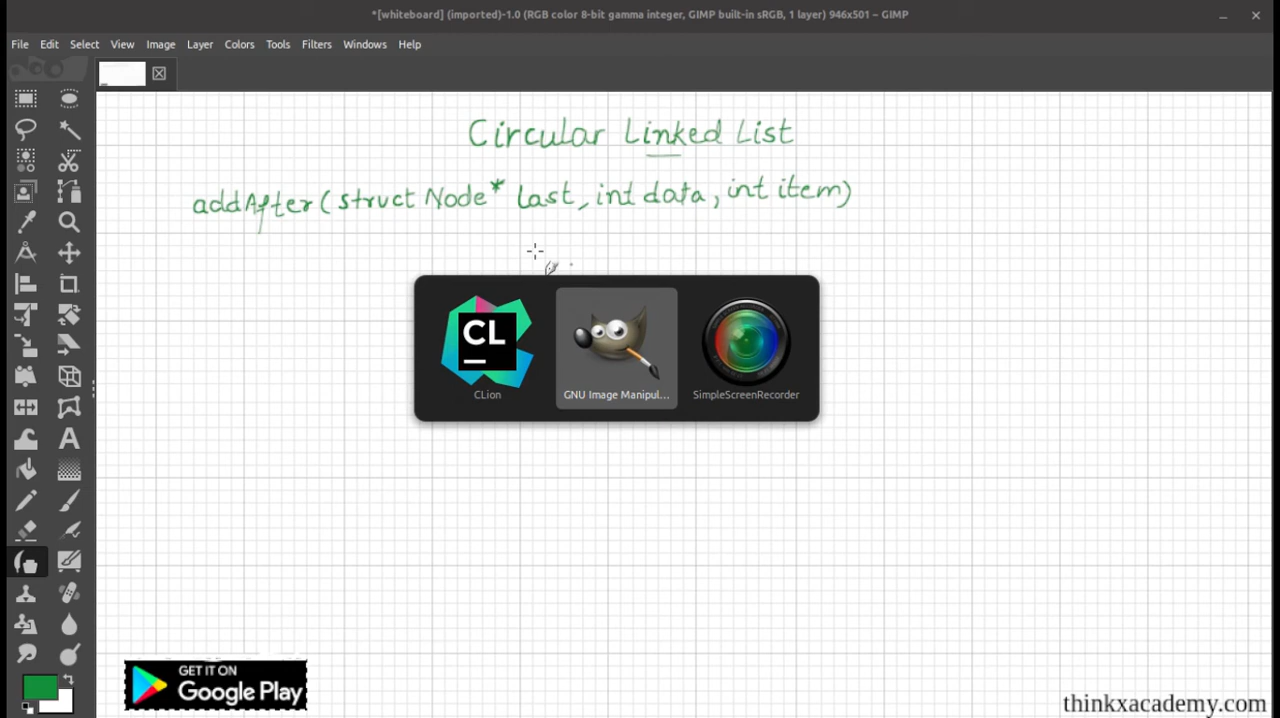 *[whiteboard] (imported)-1.0 (RGB color 8-bit gamma integer, GIMP built-in sRGB, 1 layer) 946x501 – GIMP
File Edit Select View Image Layer Colors Tools Filters Windows Help
Circular Linked List
addAfter(struct Node* last, int data, int item)
CL
CLion GNU Image Manipul... SimpleScreenRecorder
A
GET IT ON
Google Play
thinkxacademy.com